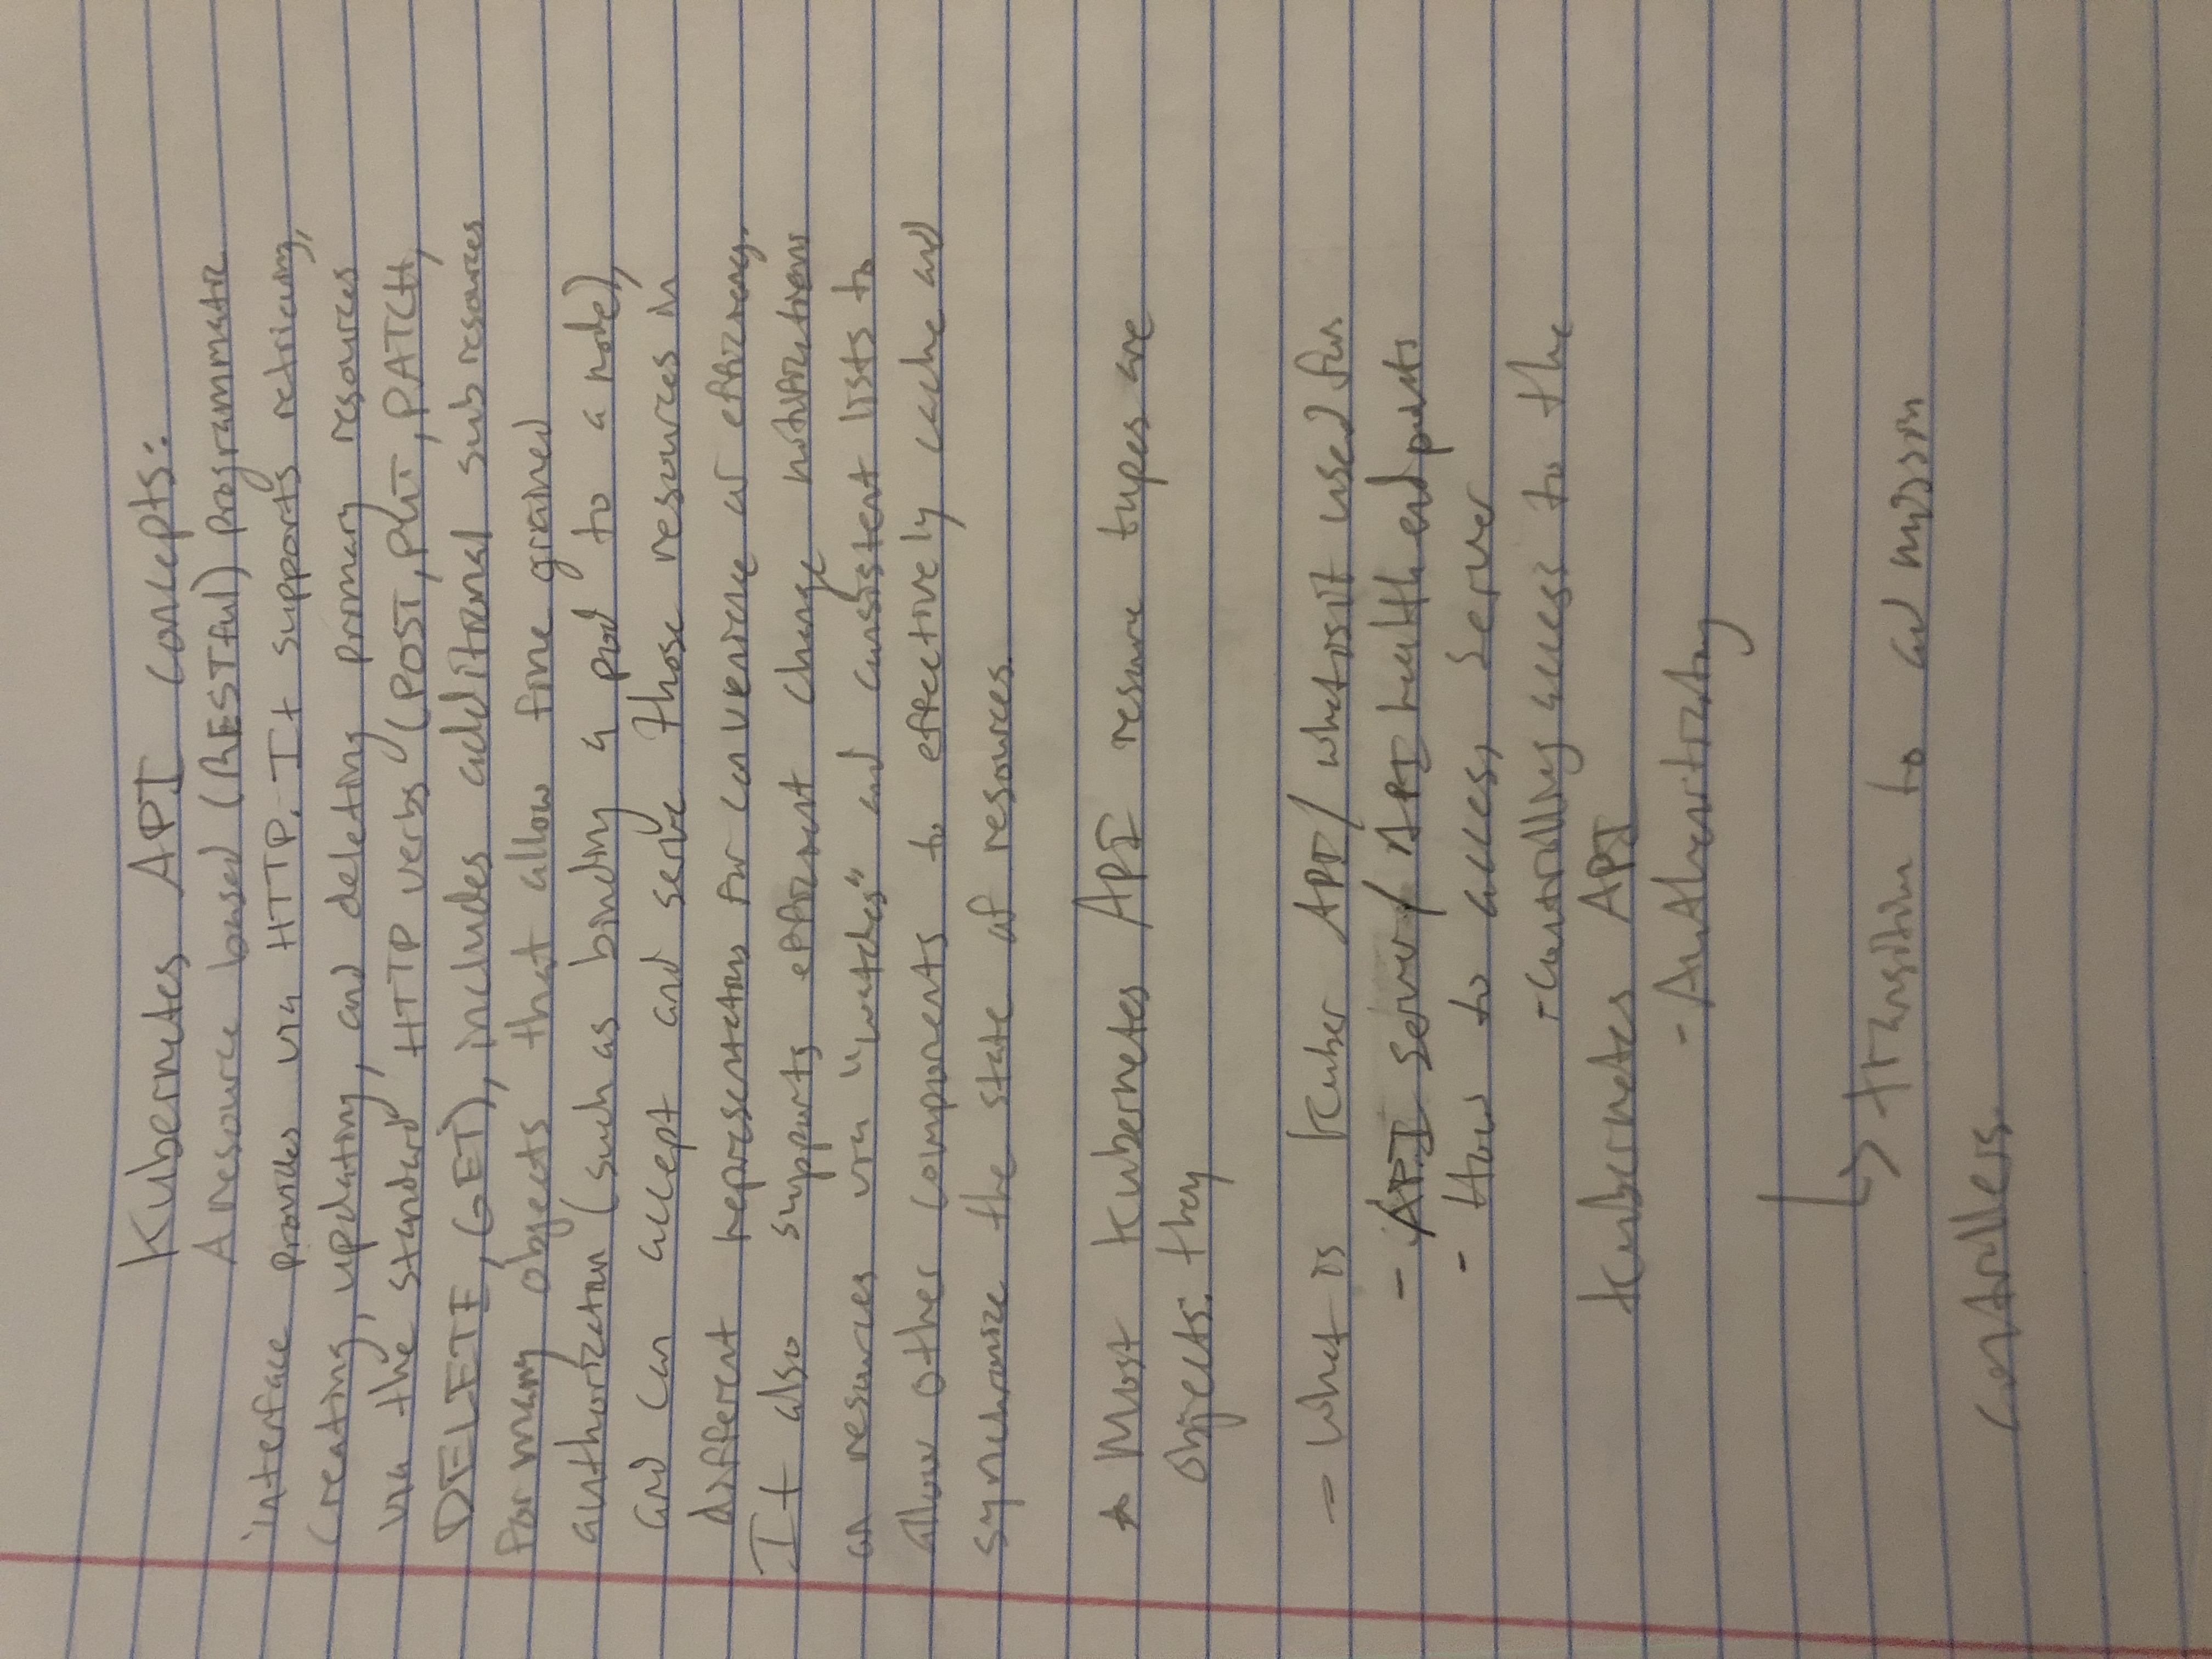 Kubernetes API concepts:
A resource based (RESTful) programmatic
interface provides via HTTP. It supports retrieving,
creating, updating, and deleting primary resources
via the standard HTTP verbs (POST, PUT, PATCH,
DELETE, GET), includes additional subresources
for many objects that allow fine grained
authorization (such as binding a pod to a node),
and can accept and serve those resources in
different representations for convenience or efficiency.
It also supports efficient change notifications
on resources via "watches" and consistent lists to
allow other components to effectively cache and
synchronize the state of resources.
* Most Kubernetes API resource types are
objects: they
- What is Kuber API/ what is it used for
- API server/ API health endpoints
- How to access server
- Controlling access to the
Kubernetes API
- Authenticating
↳ transition to admission
controllers.